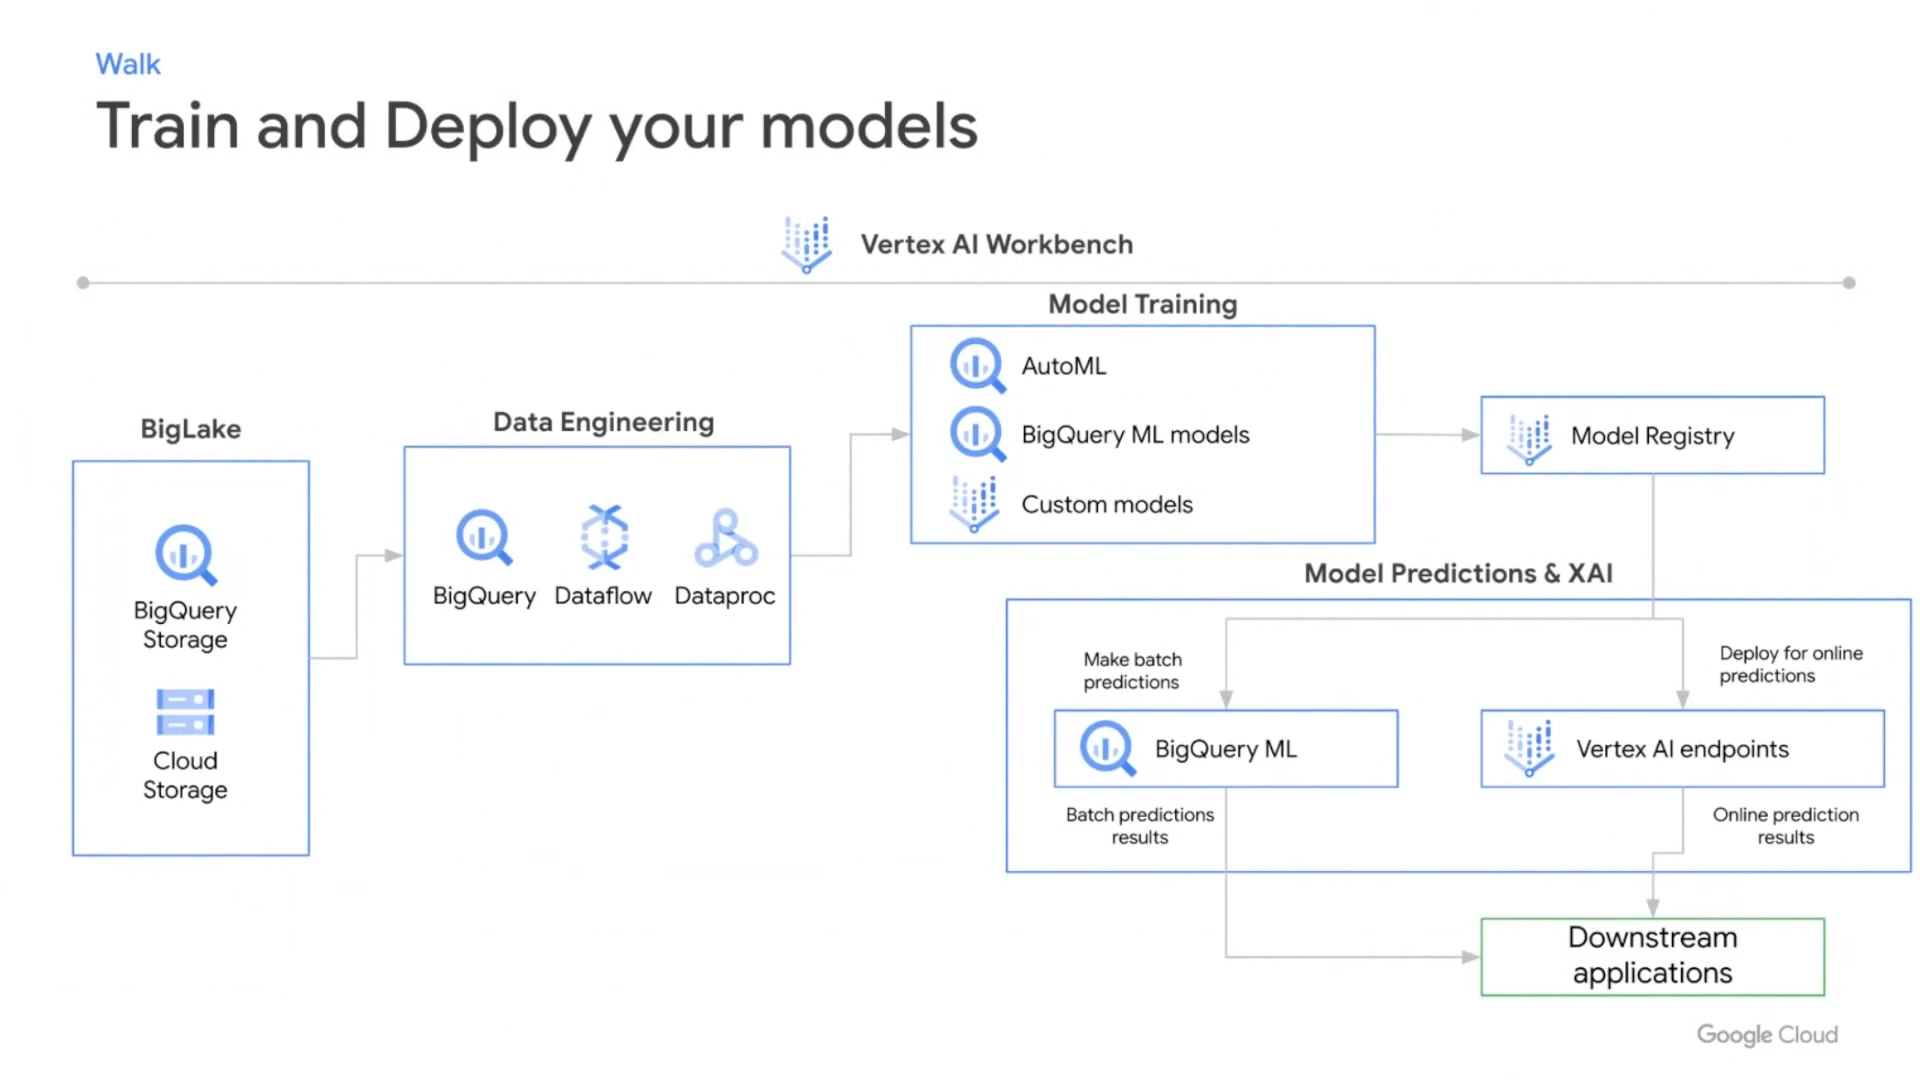 Walk
Train and Deploy your models
Vertex AI Workbench
BigLake
BigQuery
Storage
Cloud
Storage
Data Engineering
BigQuery
Dataflow
Dataproc
Model Training
AutoML
BigQuery ML models
Custom models
Model Registry
Model Predictions & XAI
Make batch
predictions
Deploy for online
predictions
BigQuery ML
Vertex AI endpoints
Batch predictions
results
Online prediction
results
Downstream
applications
Google Cloud